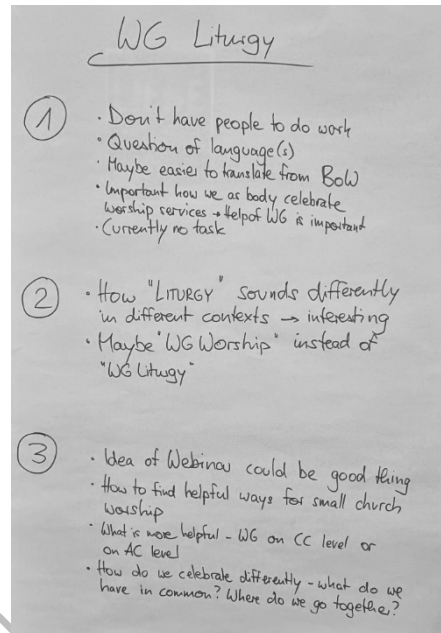 WG Liturgy
1
• Don't have people to do work
• Question of language(s)
• Maybe easier to translate from BoW
• Important how we as body celebrate
worship services → Help of WG is important
• Currently no task
2
• How "LITURGY" sounds differently
in different contexts → interesting
• Maybe "WG Worship" instead of
"WG Liturgy"
3
• Idea of Webinar could be good thing
• How to find helpful ways for small church
worship
• What is more helpful - WG on CC level or
on AC level
• How do we celebrate differently - what do we
have in common? Where do we go together?